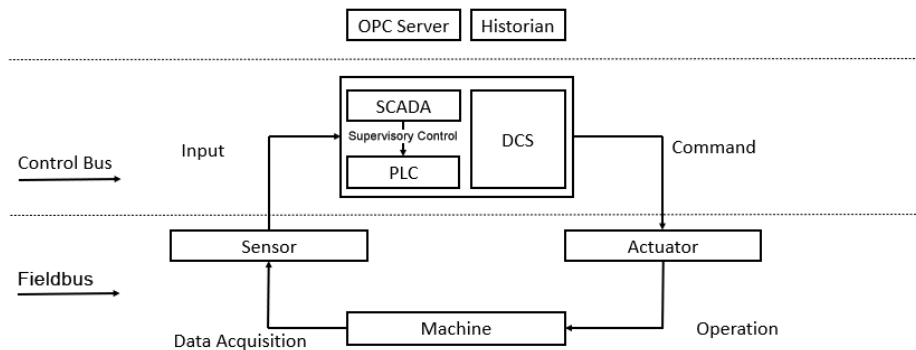 OPC Server
Historian
SCADA
Supervisory Control
PLC
DCS
Input
Command
Control Bus
Sensor
Actuator
Fieldbus
Machine
Data Acquisition
Operation